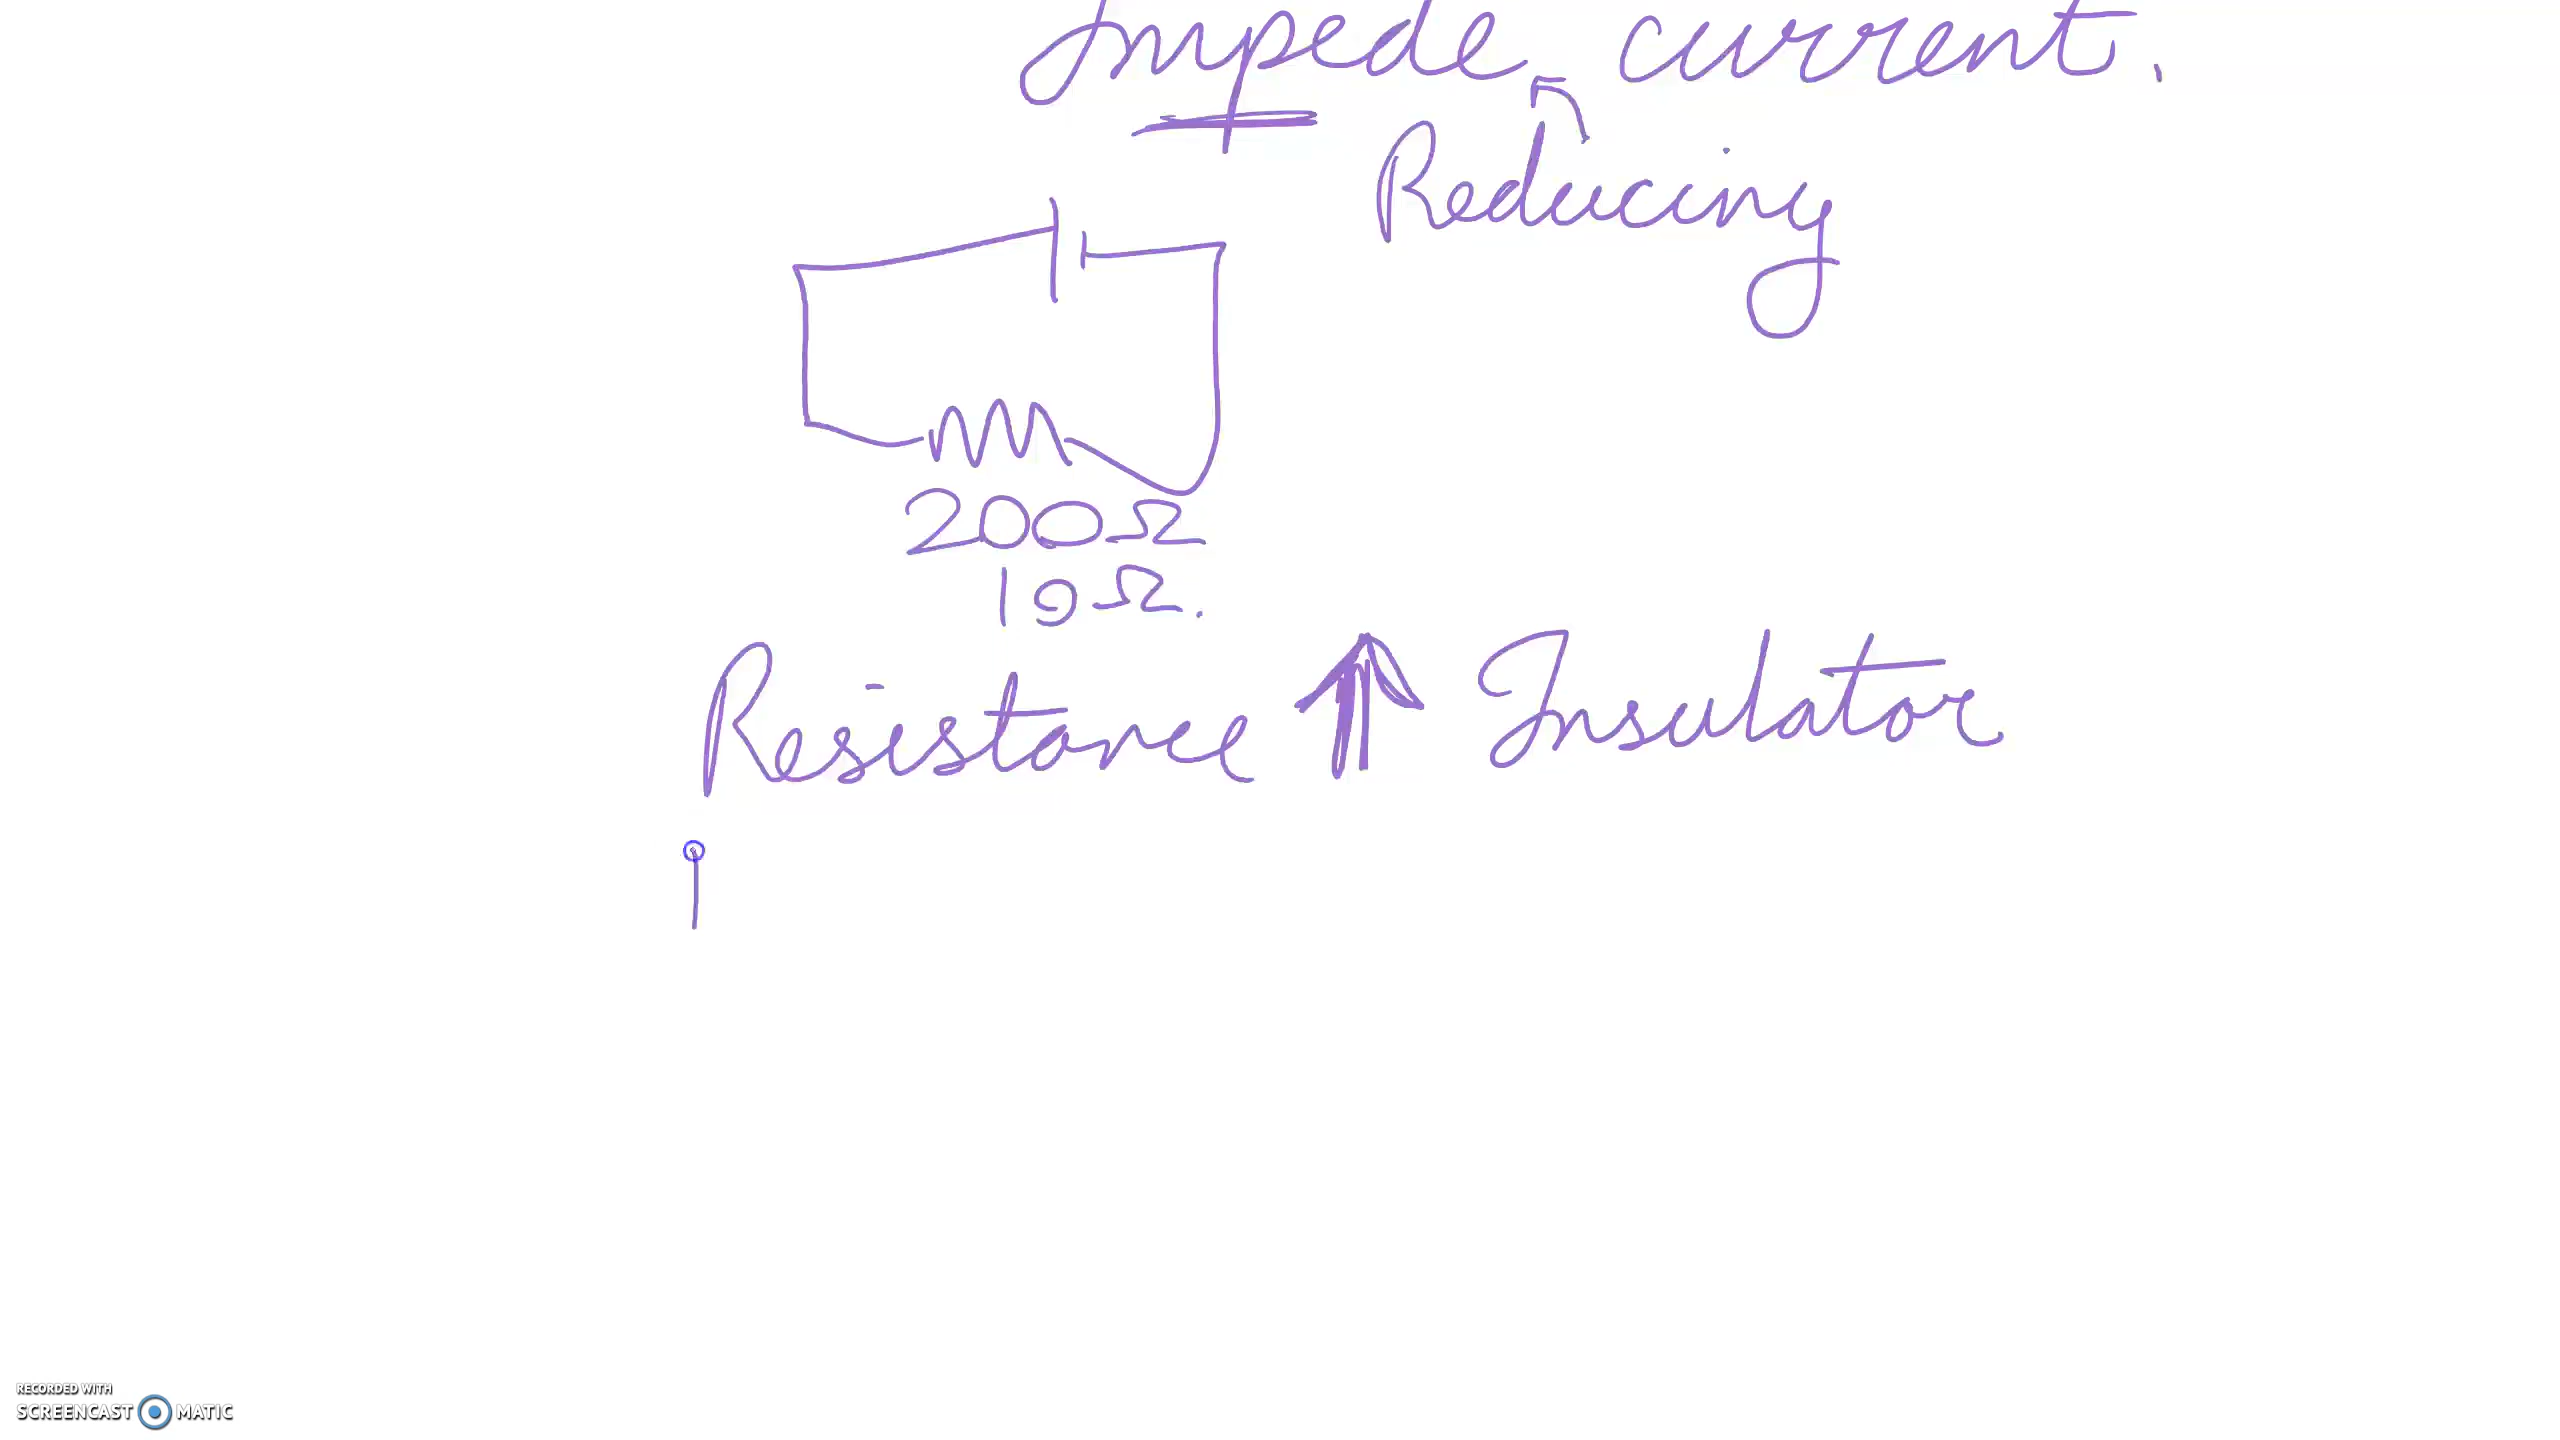 Impede current.
Reducing
200Ω
10Ω.
Resistance ↑ Insulator
RECORDED WITH
SCREENCAST MATIC